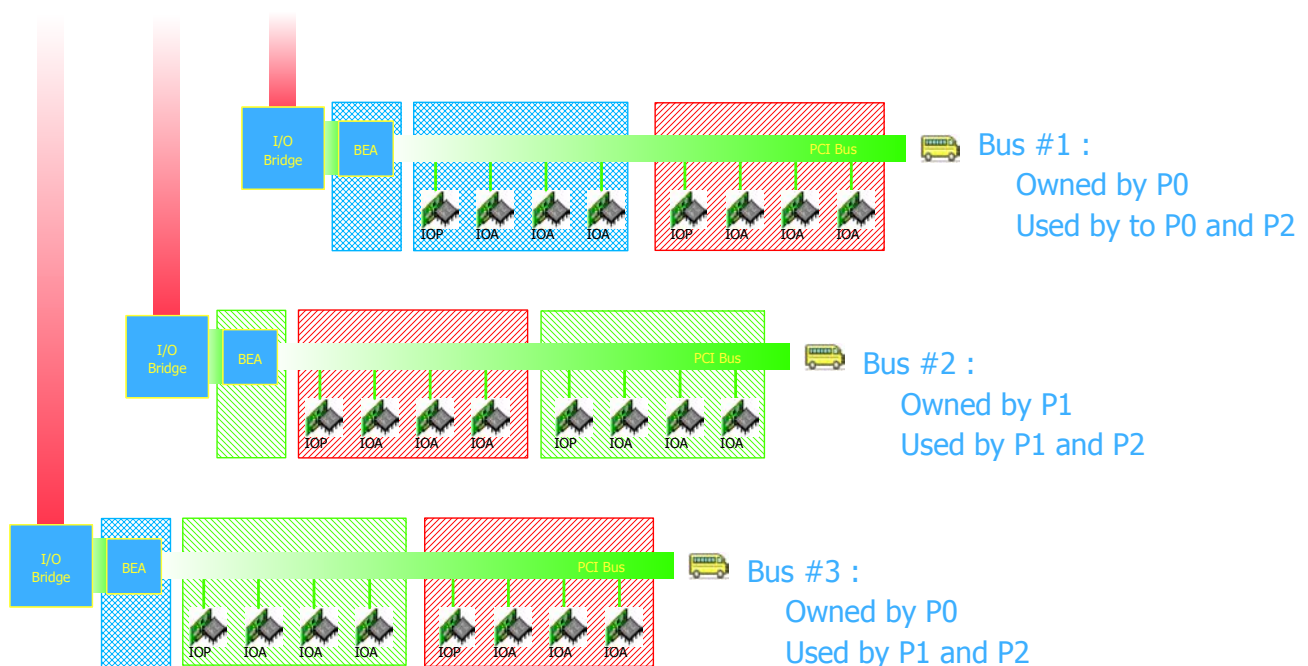 I/O
Bridge
BEA
PCI Bus
IOP
IOA
IOA
IOA
IOP
IOA
IOA
IOA
Bus #1 :
Owned by P0
Used by to P0 and P2
I/O
Bridge
BEA
PCI Bus
IOP
IOA
IOA
IOA
IOP
IOA
IOA
IOA
Bus #2 :
Owned by P1
Used by P1 and P2
I/O
Bridge
BEA
PCI Bus
IOP
IOA
IOA
IOA
IOP
IOA
IOA
IOA
Bus #3 :
Owned by P0
Used by P1 and P2